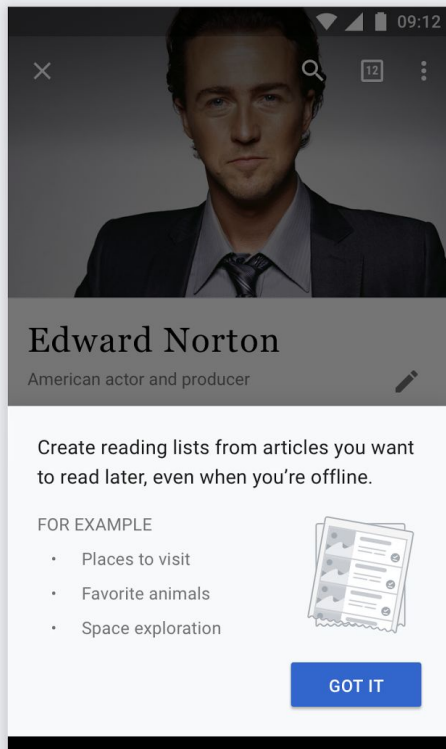 09:12
12
Edward Norton
American actor and producer
Create reading lists from articles you want
to read later, even when you’re offline.
FOR EXAMPLE
• Places to visit
• Favorite animals
• Space exploration
GOT IT